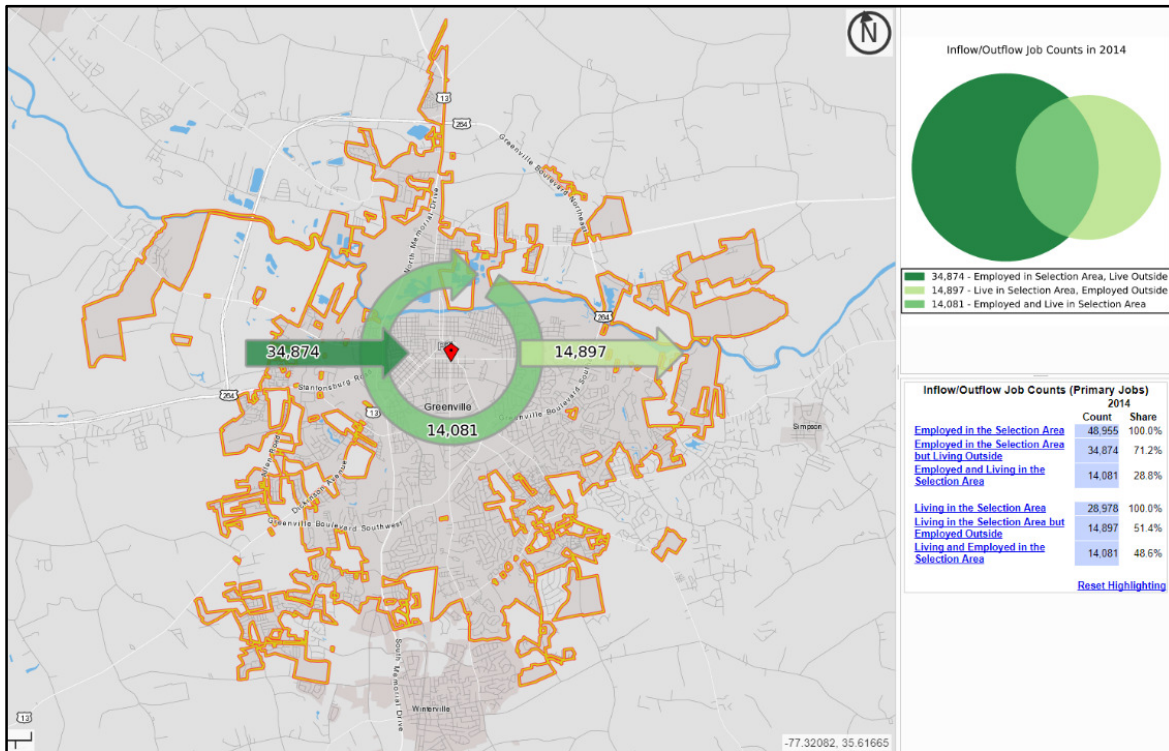 N
13
264
Greenville Boulevard Northeast
North Memorial Drive
264
34,874
14,897
Stantonsburg Road
264
13
Greenville
Greenville Boulevard South
14,081
Simpson
Allen Road
Dickinson Avenue
Greenville Boulevard Southwest
South Memorial Drive
Winterville
13
-77.32082, 35.61665
Inflow/Outflow Job Counts in 2014
34,874 - Employed in Selection Area, Live Outside
14,897 - Live in Selection Area, Employed Outside
14,081 - Employed and Live in Selection Area
Inflow/Outflow Job Counts (Primary Jobs)
2014
Count Share
Employed in the Selection Area 48,955 100.0%
Employed in the Selection Area
but Living Outside 34,874 71.2%
Employed and Living in the
Selection Area 14,081 28.8%
Living in the Selection Area 28,978 100.0%
Living in the Selection Area but
Employed Outside 14,897 51.4%
Living and Employed in the
Selection Area 14,081 48.6%
Reset Highlighting